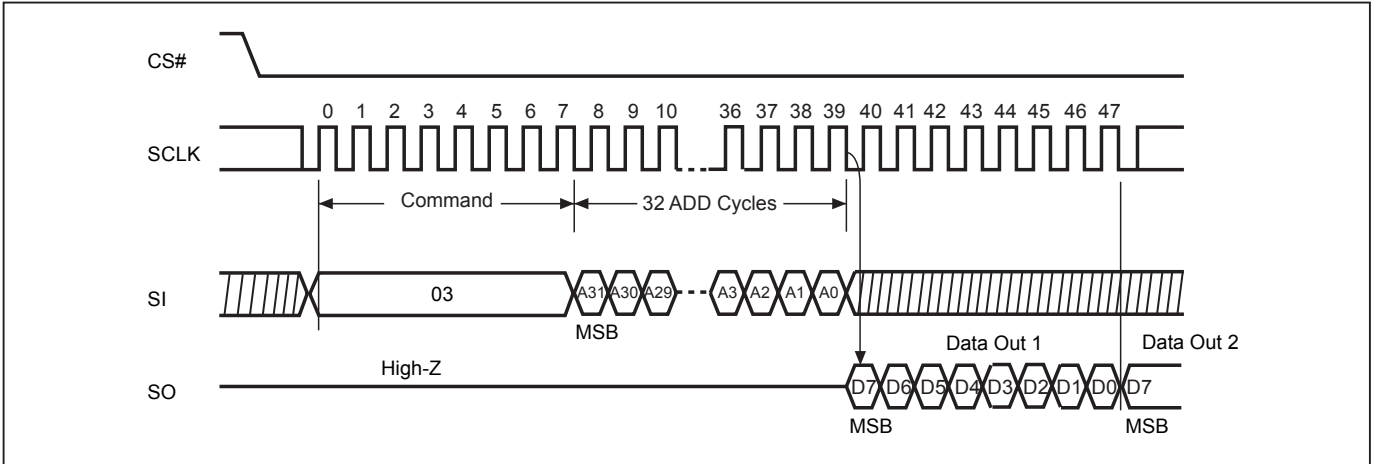 CS#
0 1 2 3 4 5 6 7 8 9 10 36 37 38 39 40 41 42 43 44 45 46 47
SCLK
Command 32 ADD Cycles
SI 03 A31 A30 A29 A3 A2 A1 A0
MSB
Data Out 1 Data Out 2
High-Z
SO D7 D6 D5 D4 D3 D2 D1 D0 D7
MSB MSB